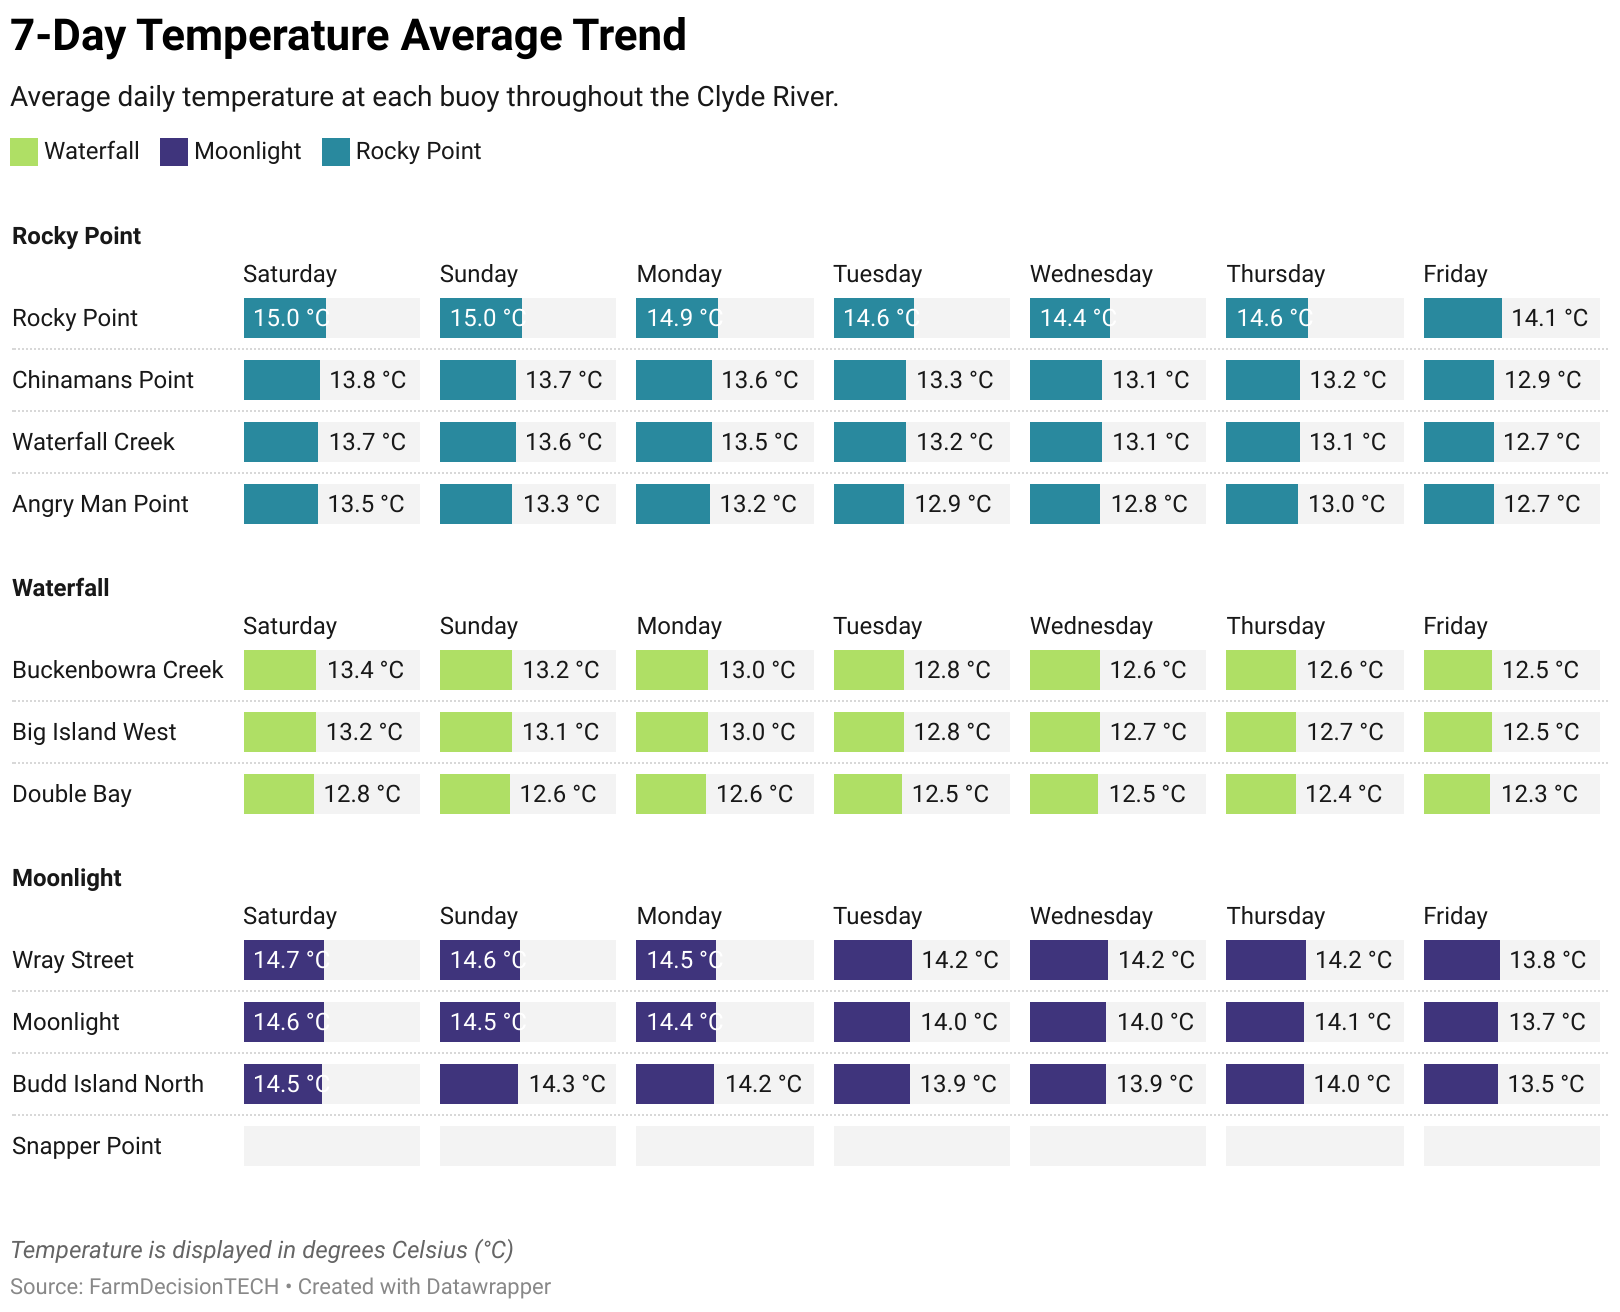 7-Day Temperature Average Trend
Average daily temperature at each buoy throughout the Clyde River.
Waterfall Moonlight Rocky Point
Rocky Point
Saturday Sunday Monday Tuesday Wednesday Thursday Friday
Rocky Point 15.0 °C 15.0 °C 14.9 °C 14.6 °C 14.4 °C 14.6 °C 14.1 °C
Chinamans Point 13.8 °C 13.7 °C 13.6 °C 13.3 °C 13.1 °C 13.2 °C 12.9 °C
Waterfall Creek 13.7 °C 13.6 °C 13.5 °C 13.2 °C 13.1 °C 13.1 °C 12.7 °C
Angry Man Point 13.5 °C 13.3 °C 13.2 °C 12.9 °C 12.8 °C 13.0 °C 12.7 °C
Waterfall
Saturday Sunday Monday Tuesday Wednesday Thursday Friday
Buckenbowra Creek 13.4 °C 13.2 °C 13.0 °C 12.8 °C 12.6 °C 12.6 °C 12.5 °C
Big Island West 13.2 °C 13.1 °C 13.0 °C 12.8 °C 12.7 °C 12.7 °C 12.5 °C
Double Bay 12.8 °C 12.6 °C 12.6 °C 12.5 °C 12.5 °C 12.4 °C 12.3 °C
Moonlight
Saturday Sunday Monday Tuesday Wednesday Thursday Friday
Wray Street 14.7 °C 14.6 °C 14.5 °C 14.2 °C 14.2 °C 14.2 °C 13.8 °C
Moonlight 14.6 °C 14.5 °C 14.4 °C 14.0 °C 14.0 °C 14.1 °C 13.7 °C
Budd Island North 14.5 °C 14.3 °C 14.2 °C 13.9 °C 13.9 °C 14.0 °C 13.5 °C
Snapper Point
Temperature is displayed in degrees Celsius (°C)
Source: FarmDecisionTECH • Created with Datawrapper